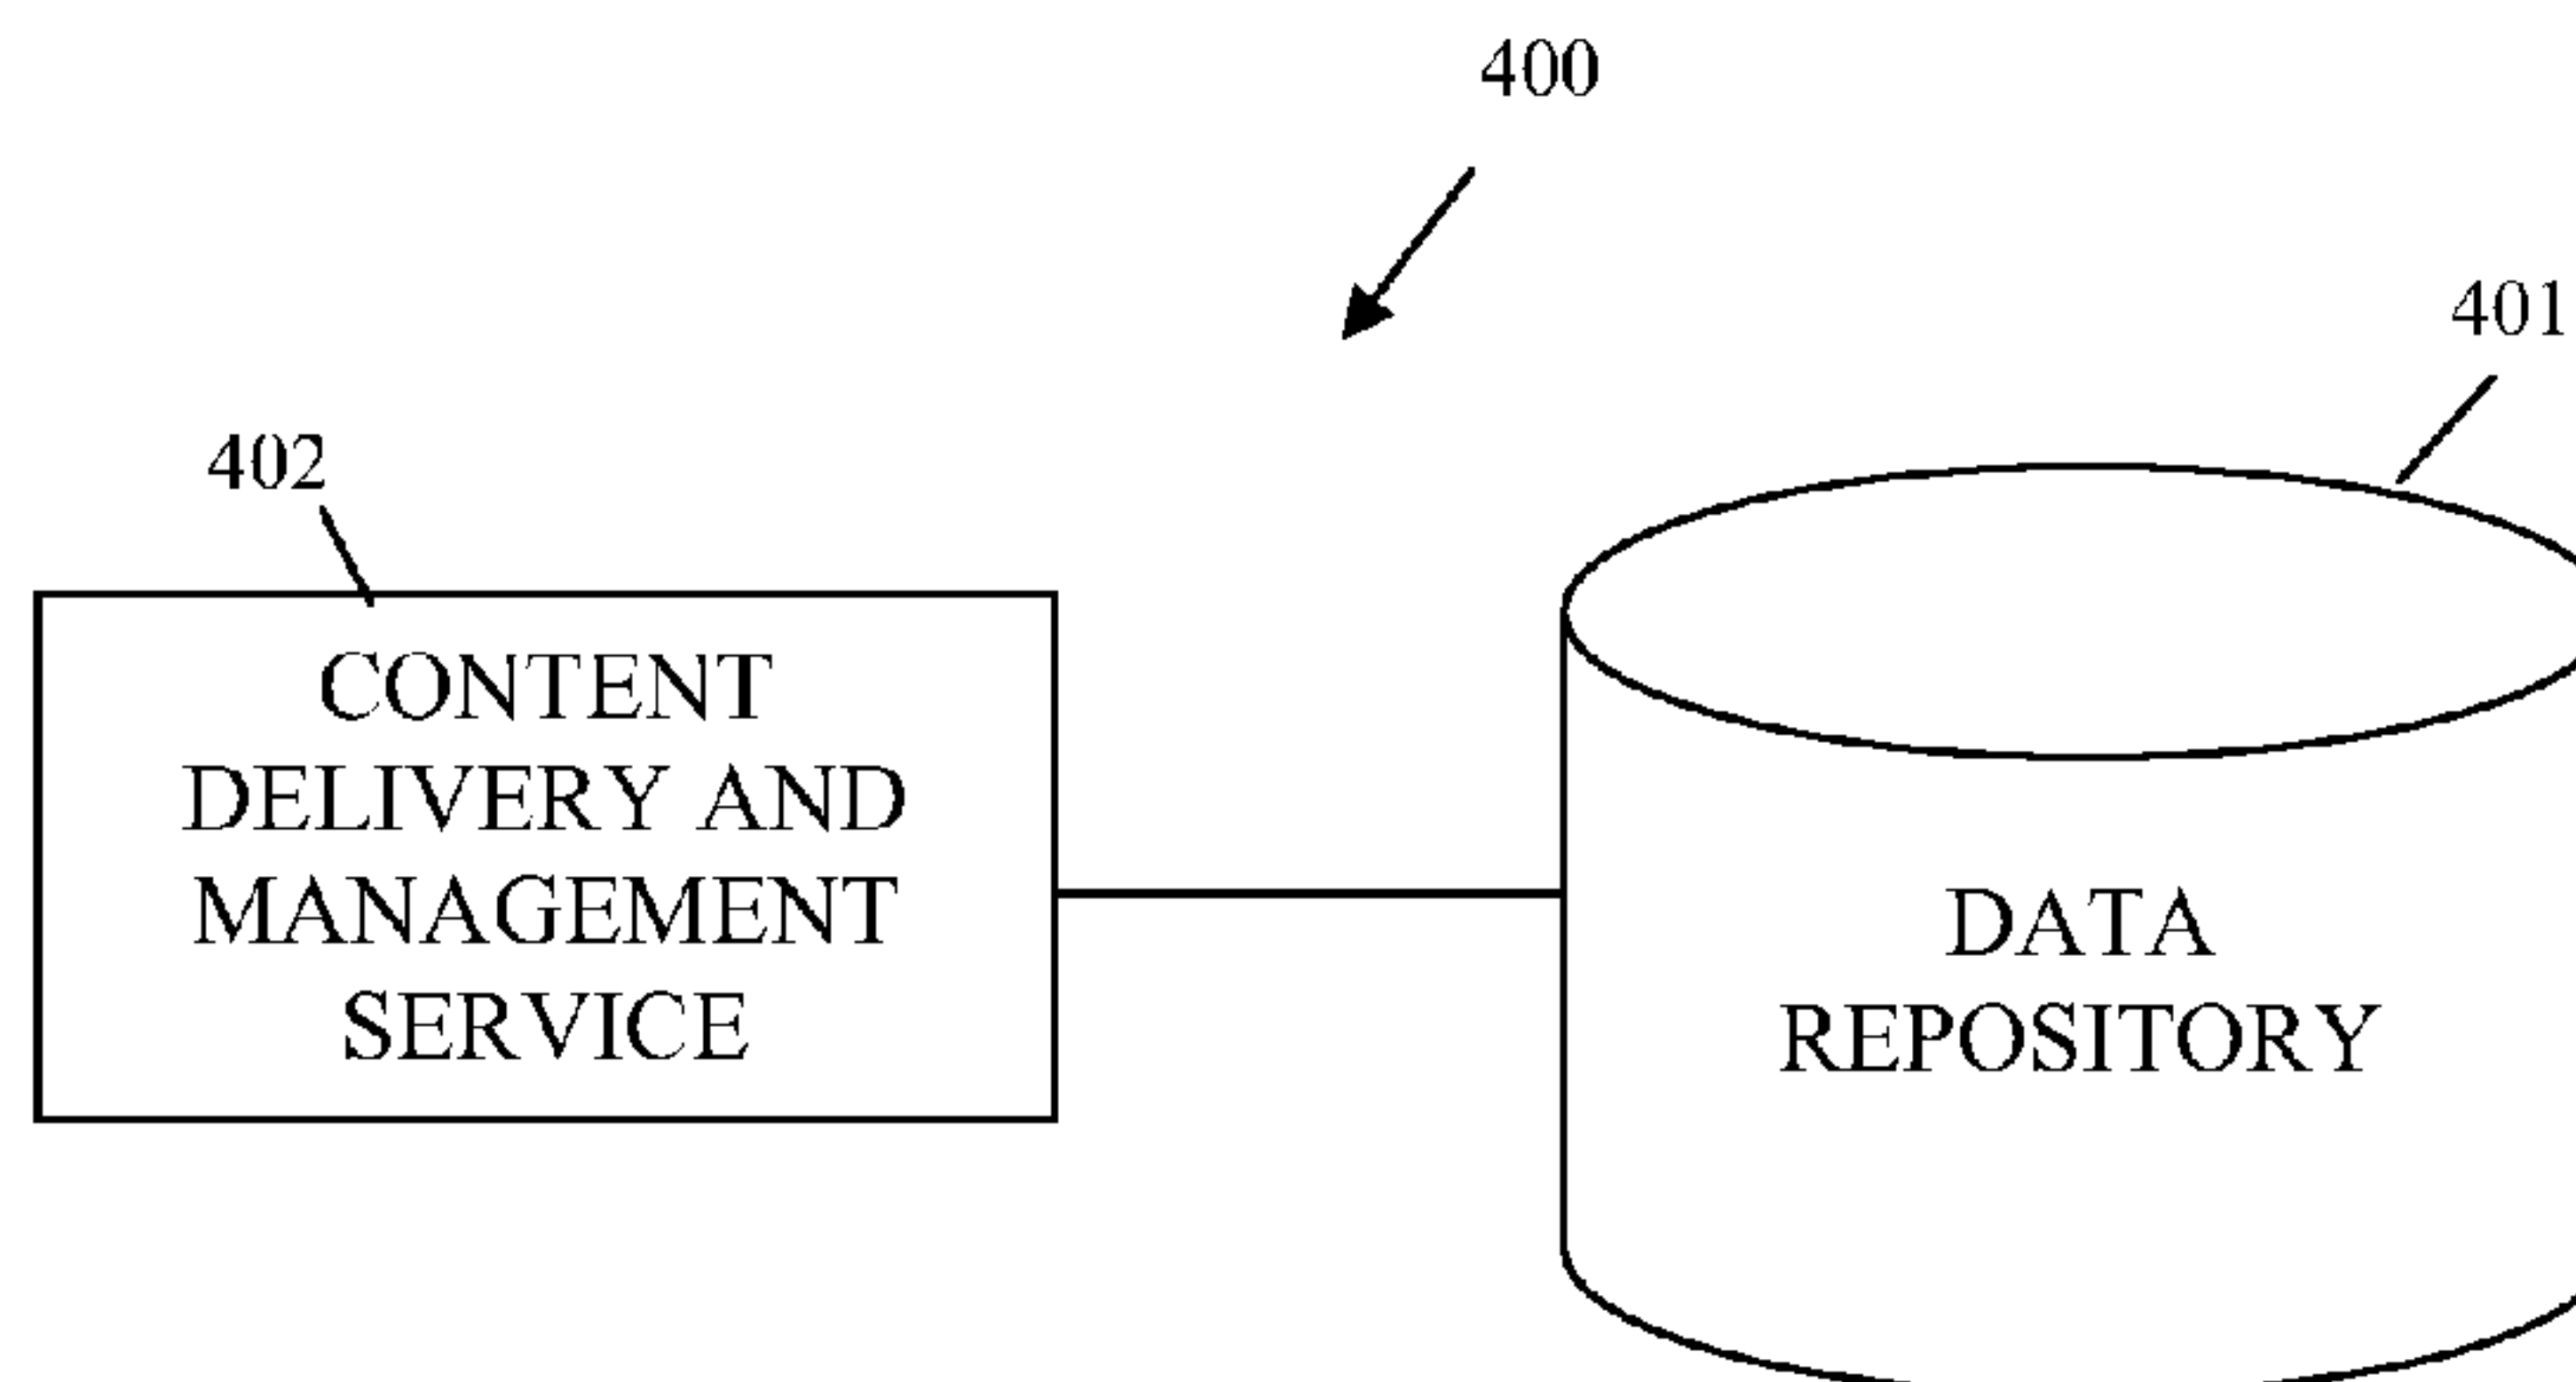 400
401
402
CONTENT
DELIVERY AND
MANAGEMENT
SERVICE
DATA
REPOSITORY